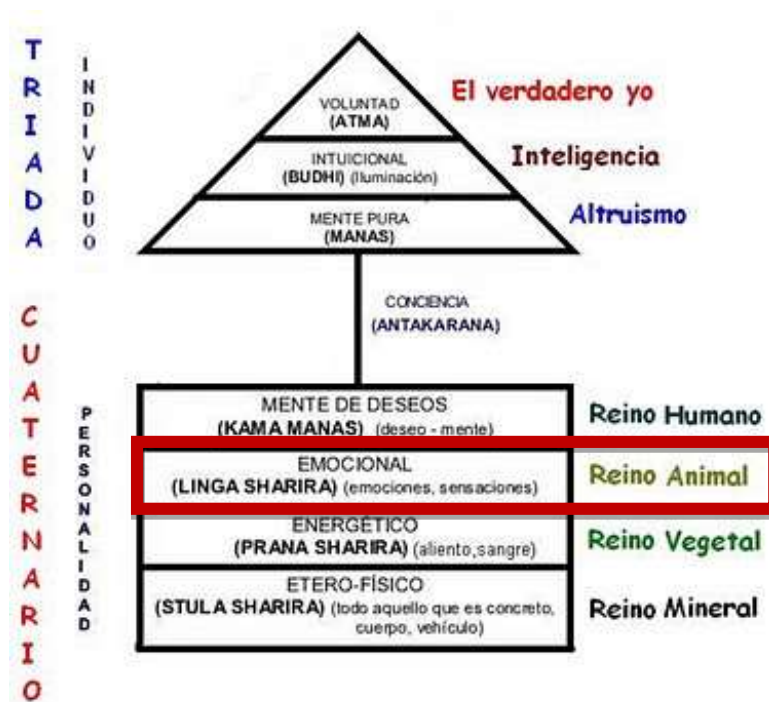 TRIADA
INDIVIDUO
VOLUNTAD
(ATMA)
El verdadero yo
INTUICIONAL
(BUDHI) (Iluminación)
Inteligencia
MENTE PURA
(MANAS)
Altruismo
CONCIENCIA
(ANTAKARANA)
CUATERNARIO
PERSONALIDAD
MENTE DE DESEOS
(KAMA MANAS) (deseo - mente)
Reino Humano
EMOCIONAL
(LINGA SHARIRA) (emociones, sensaciones)
Reino Animal
ENERGÉTICO
(PRANA SHARIRA) (aliento,sangre)
Reino Vegetal
ETERO-FÍSICO
(STULA SHARIRA) (todo aquello que es concreto,
cuerpo, vehículo)
Reino Mineral